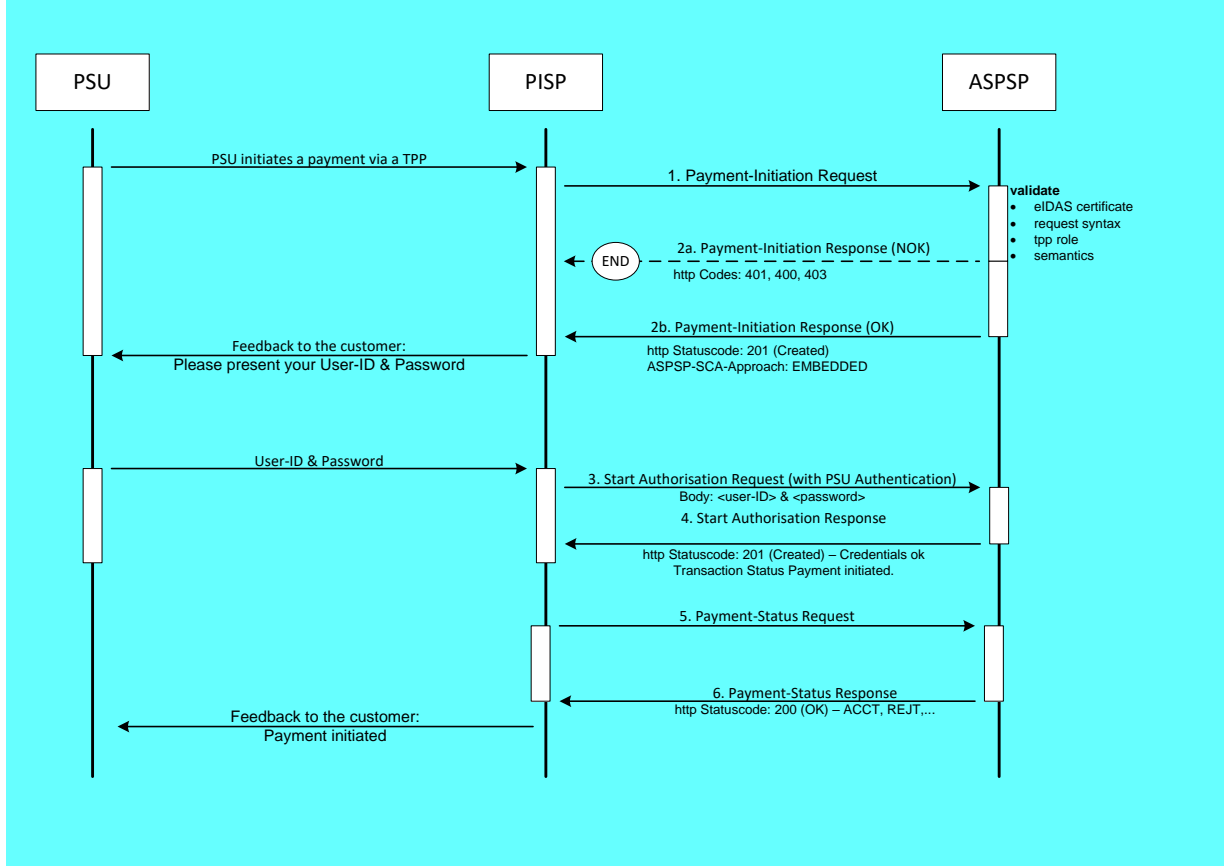 PSU
PISP
ASPSP
PSU initiates a payment via a TPP
1. Payment-Initiation Request
validate
• eIDAS certificate
• request syntax
• tpp role
• semantics
2a. Payment-Initiation Response (NOK)
END
http Codes: 401, 400, 403
2b. Payment-Initiation Response (OK)
http Statuscode: 201 (Created)
ASPSP-SCA-Approach: EMBEDDED
Feedback to the customer:
Please present your User-ID & Password
User-ID & Password
3. Start Authorisation Request (with PSU Authentication)
Body: <user-ID> & <password>
4. Start Authorisation Response
http Statuscode: 201 (Created) – Credentials ok
Transaction Status Payment initiated.
5. Payment-Status Request
6. Payment-Status Response
http Statuscode: 200 (OK) – ACCT, REJT,...
Feedback to the customer:
Payment initiated